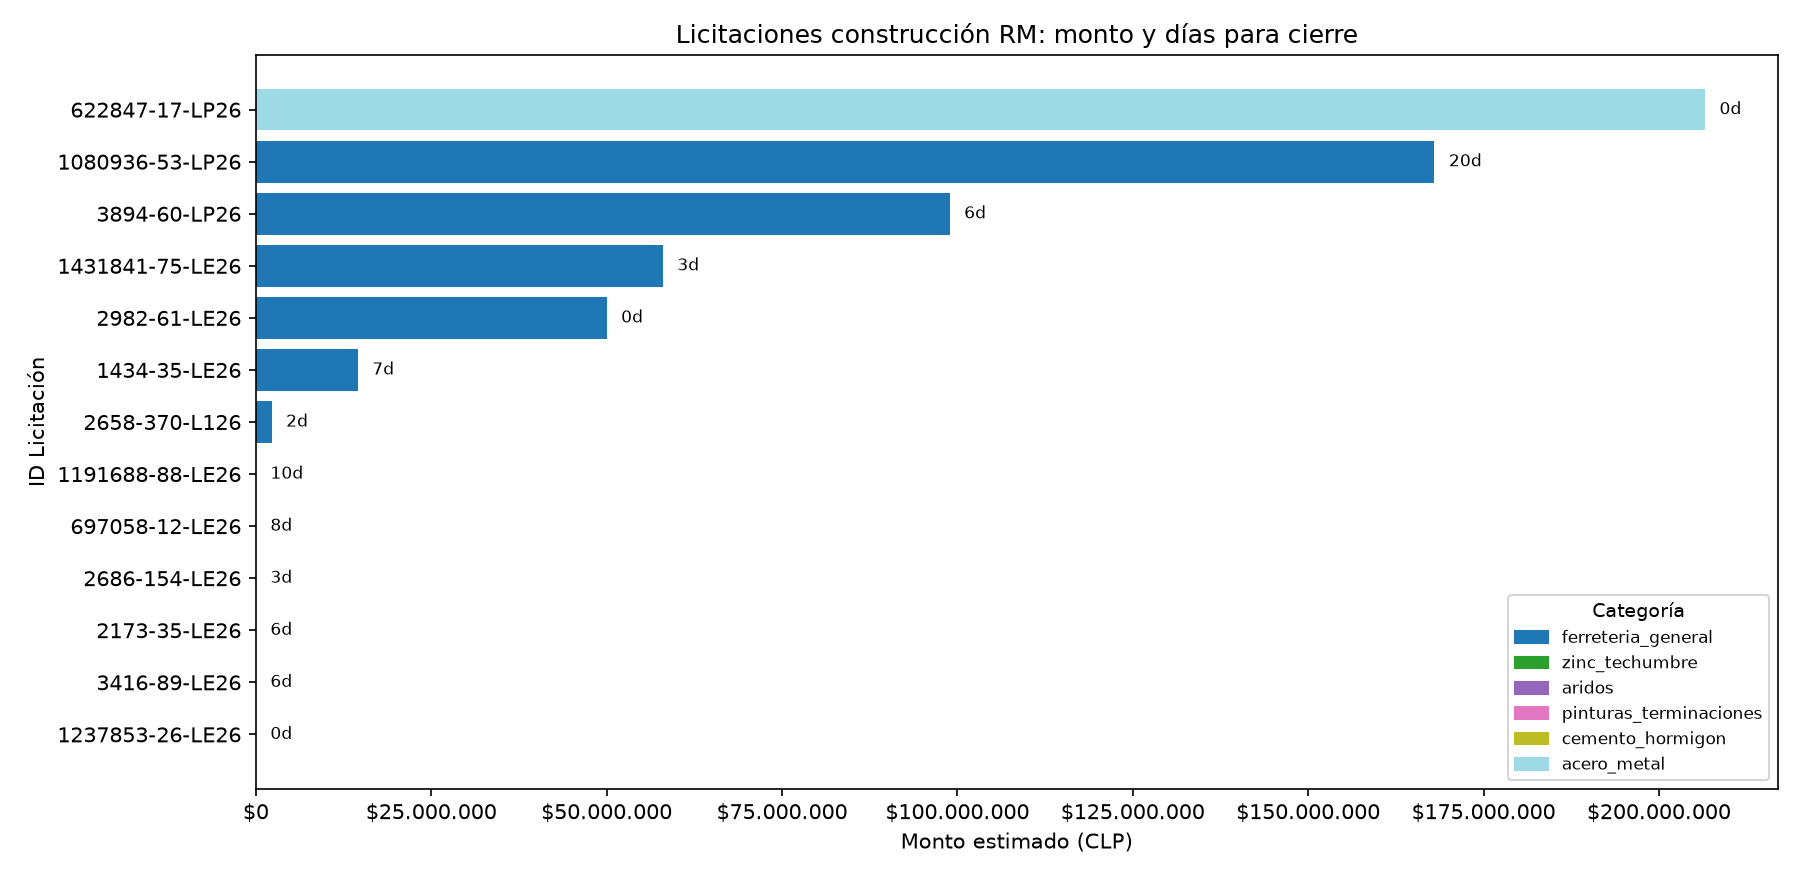 Licitaciones construcción RM: monto y días para cierre
ID Licitación
622847-17-LP26 0d
1080936-53-LP26 20d
3894-60-LP26 6d
1431841-75-LE26 3d
2982-61-LE26 0d
1434-35-LE26 7d
2658-370-L126 2d
1191688-88-LE26 10d
697058-12-LE26 8d
2686-154-LE26 3d
2173-35-LE26 6d
3416-89-LE26 6d
1237853-26-LE26 0d
Categoría
ferreteria_general
zinc_techumbre
aridos
pinturas_terminaciones
cemento_hormigon
acero_metal
$0 $25.000.000 $50.000.000 $75.000.000 $100.000.000 $125.000.000 $150.000.000 $175.000.000 $200.000.000
Monto estimado (CLP)